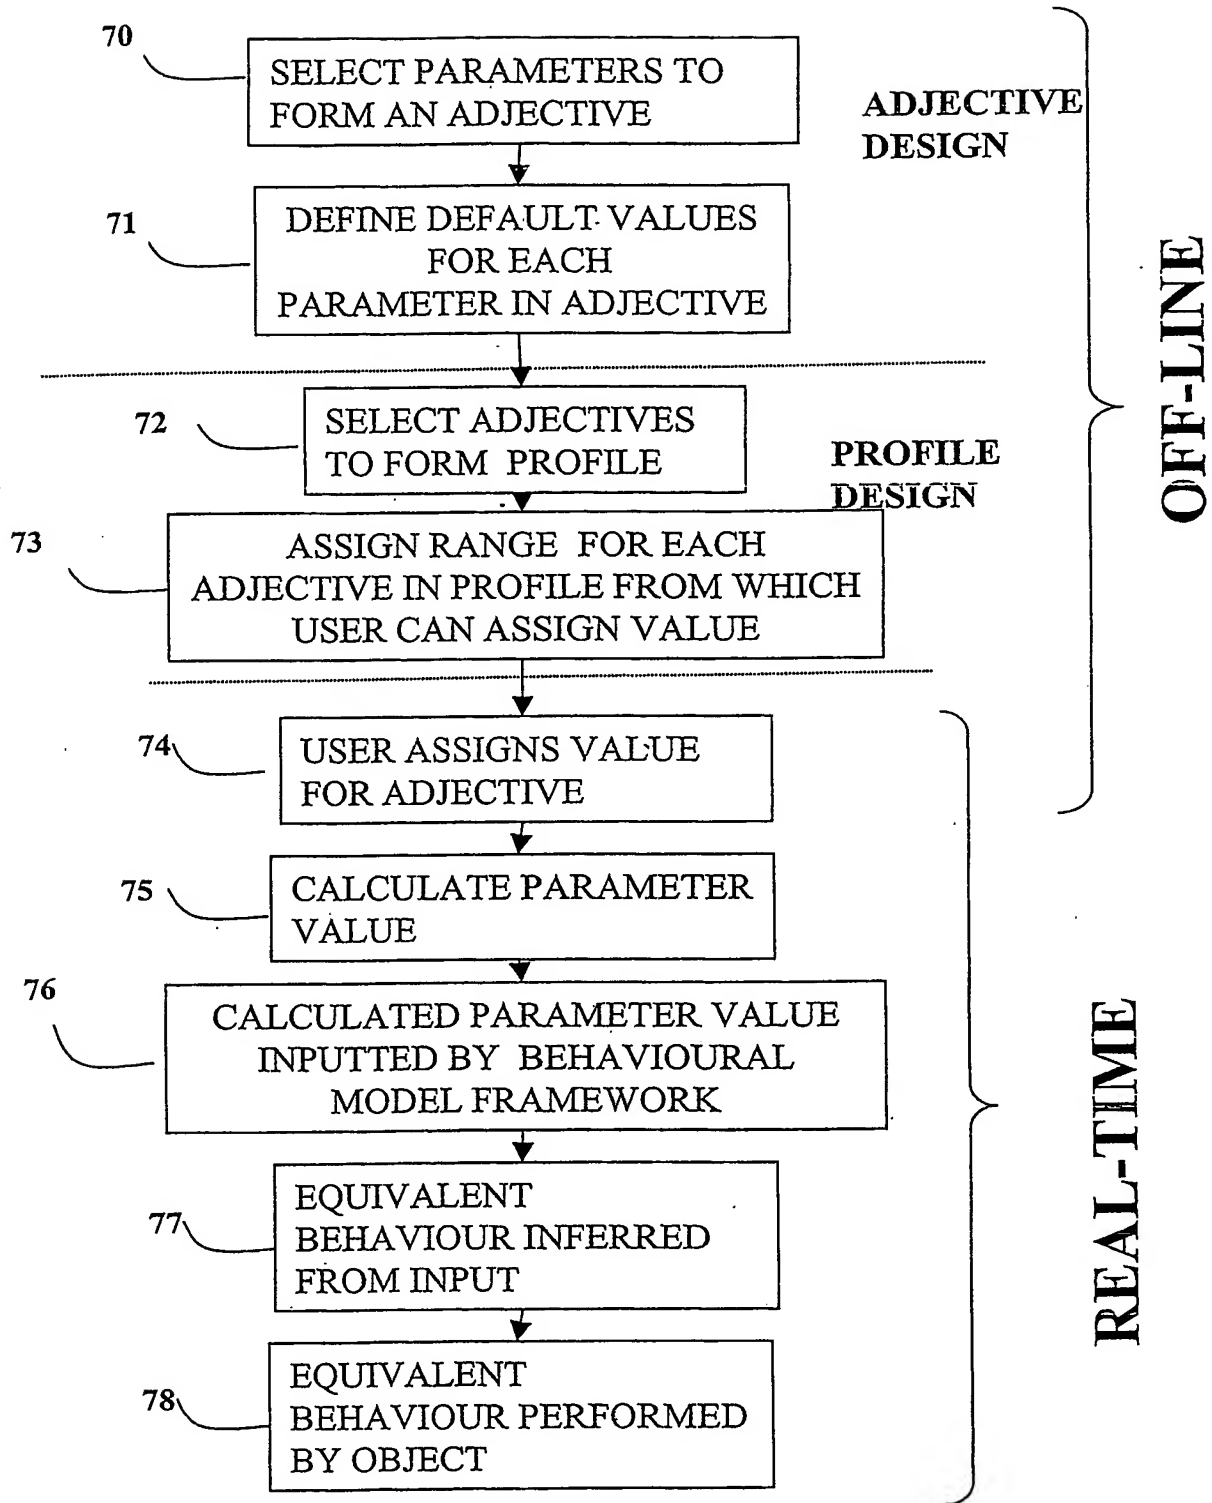 70
SELECT PARAMETERS TO
FORM AN ADJECTIVE
ADJECTIVE
DESIGN
71
DEFINE DEFAULT VALUES
FOR EACH
PARAMETER IN ADJECTIVE
OFF-LINE
72
SELECT ADJECTIVES
TO FORM PROFILE
PROFILE
DESIGN
73
ASSIGN RANGE FOR EACH
ADJECTIVE IN PROFILE FROM WHICH
USER CAN ASSIGN VALUE
74
USER ASSIGNS VALUE
FOR ADJECTIVE
75
CALCULATE PARAMETER
VALUE
76
CALCULATED PARAMETER VALUE
INPUTTED BY BEHAVIOURAL
MODEL FRAMEWORK
REAL-TIME
77
EQUIVALENT
BEHAVIOUR INFERRED
FROM INPUT
78
EQUIVALENT
BEHAVIOUR PERFORMED
BY OBJECT